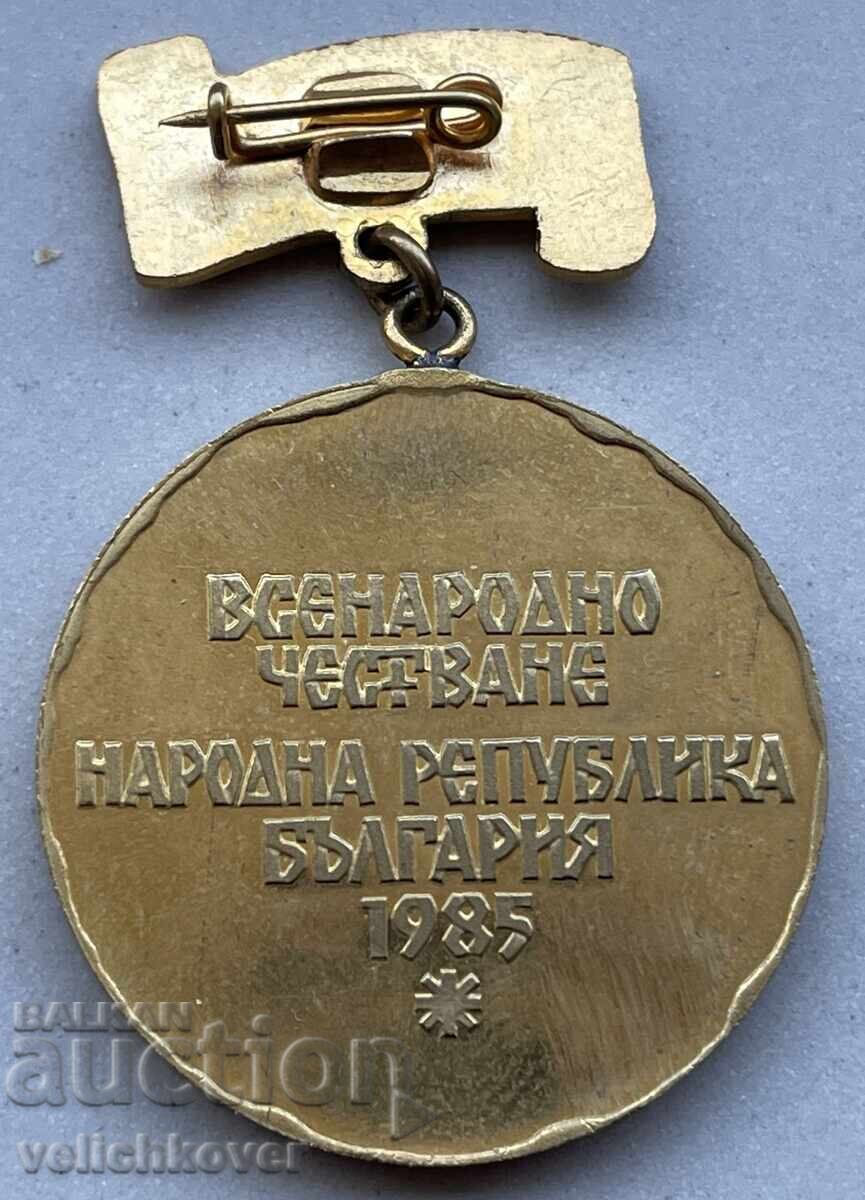 ВСЕНАРОДНО
ЧЕСТВАНЕ
НАРОДНА РЕПУБЛИКА
БЪЛГАРИЯ
1985
BALKAN
auction
velichkover